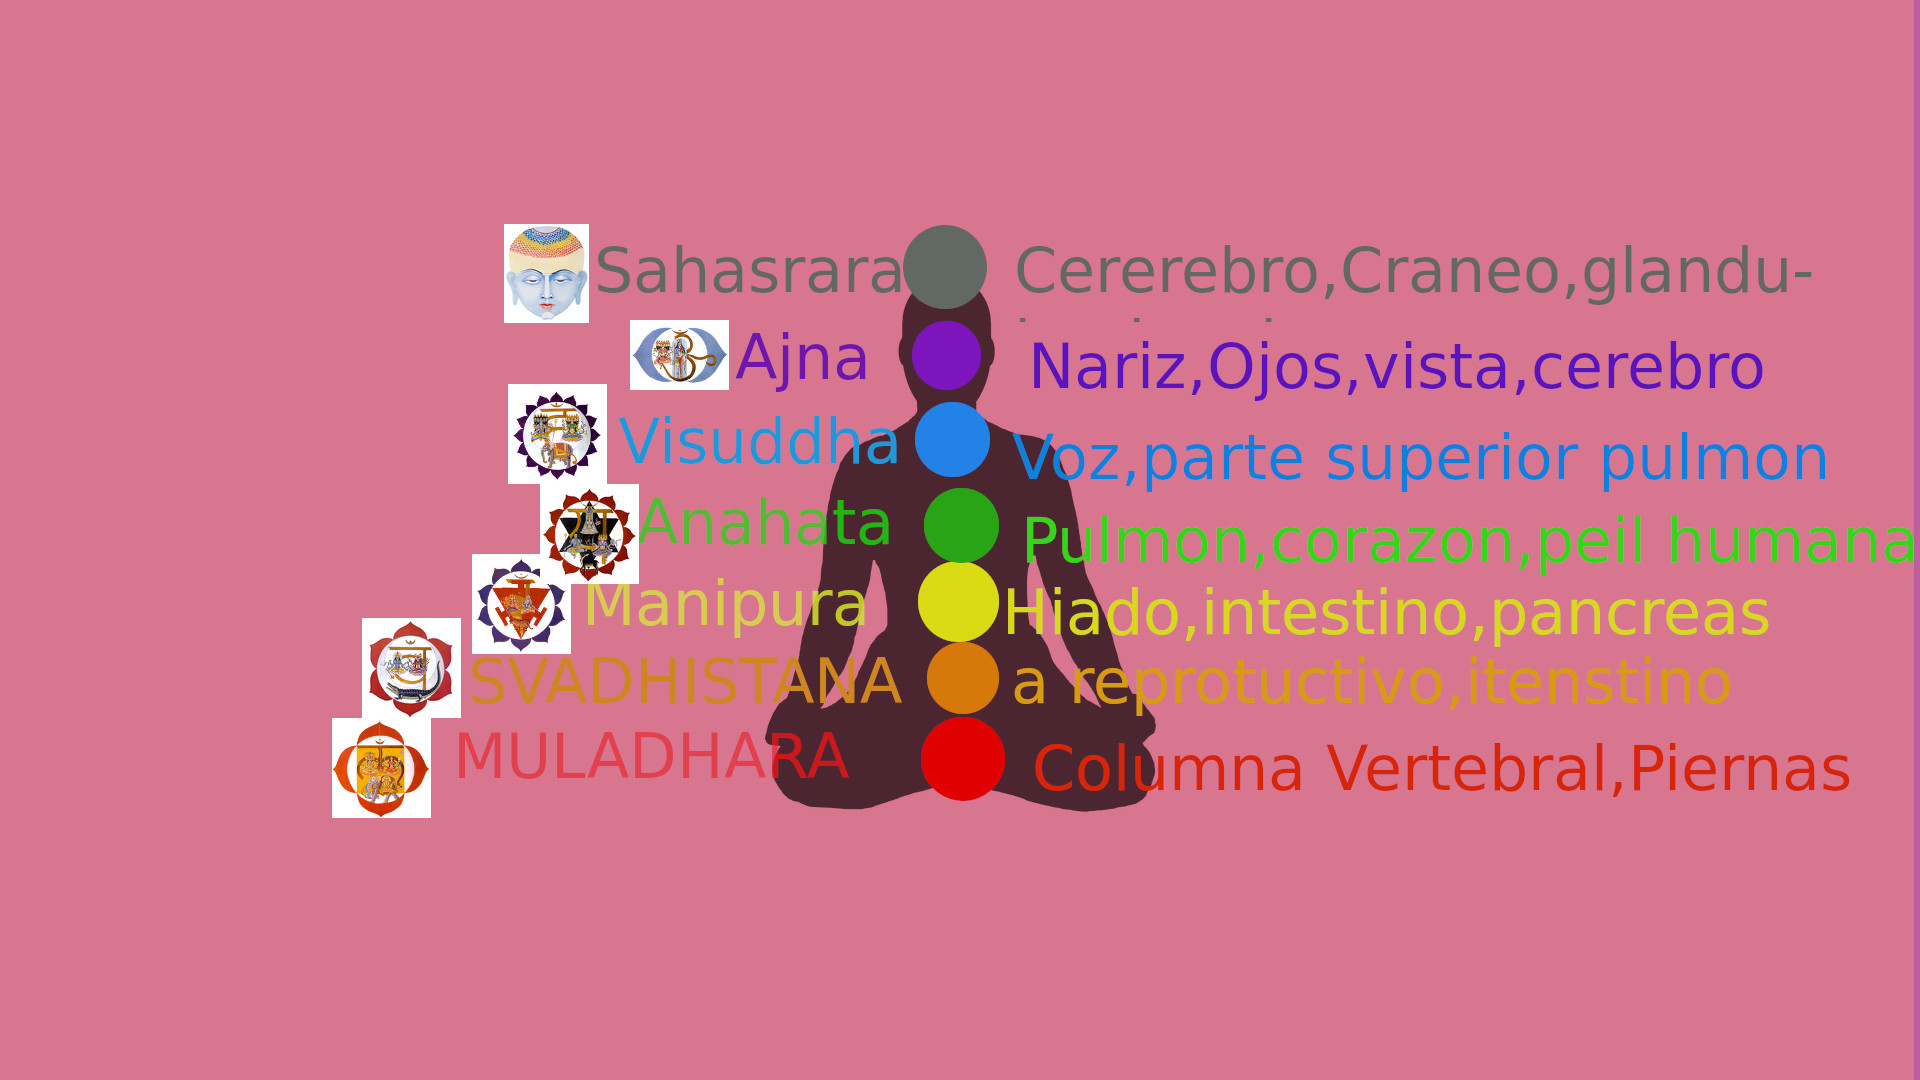 Sahasrara Cererebro,Craneo,glandu-
Ajna Nariz,Ojos,vista,cerebro
Visuddha Voz,parte superior pulmon
Anahata Pulmon,corazon,peil humana
Manipura Hiado,intestino,pancreas
SVADHISTANA a reprotuctivo,itenstino
MULADHARA Columna Vertebral,Piernas